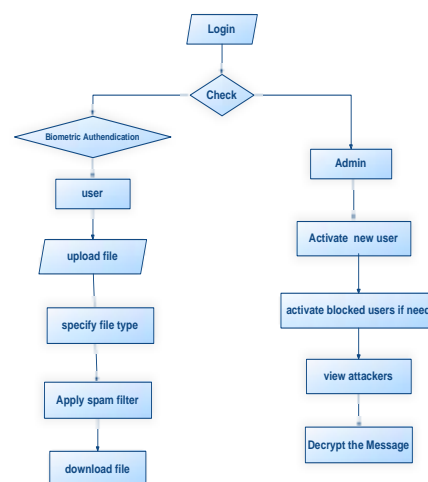 Login
Check
Biometric Authendication
user
upload file
specify file type
Apply spam filter
download file
Admin
Activate new user
activate blocked users if need
view attackers
Decrypt the Message